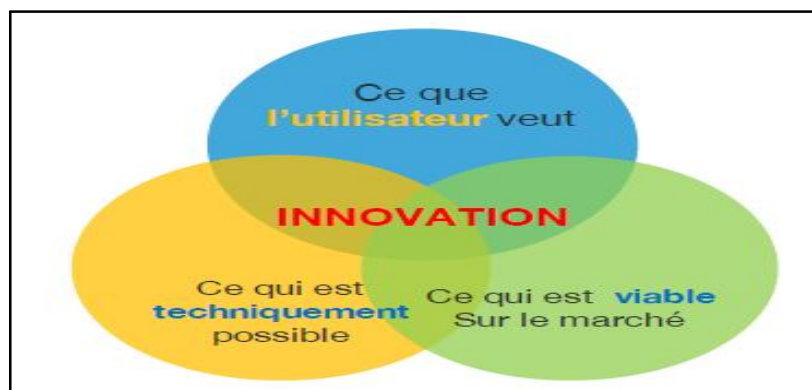 Ce que
l'utilisateur veut
INNOVATION
Ce qui est
techniquement
possible
Ce qui est viable
Sur le marché